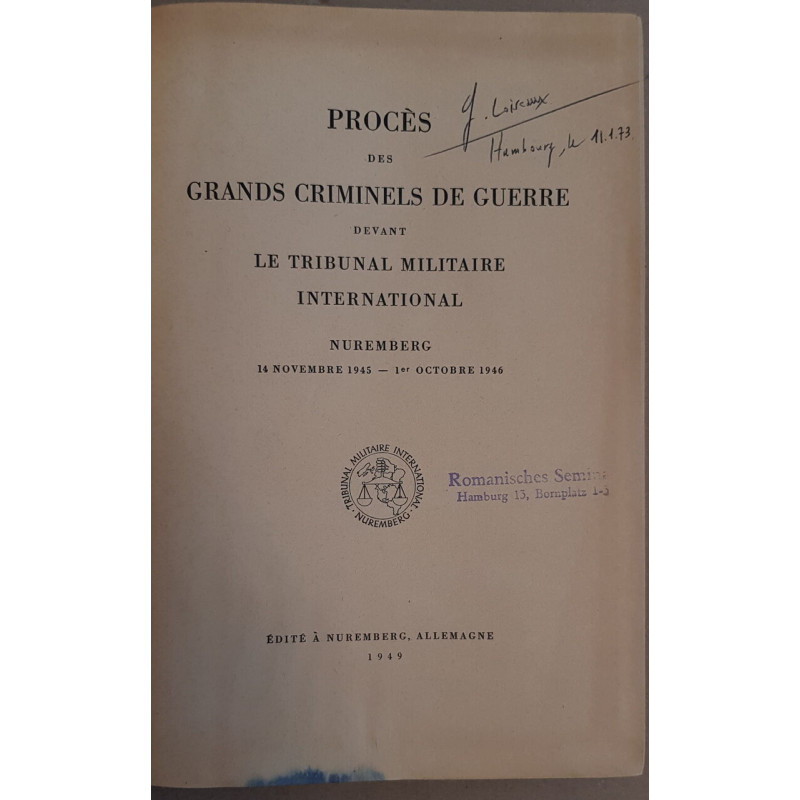 PROCÈS
DES
GRANDS CRIMINELS DE GUERRE
DEVANT
LE TRIBUNAL MILITAIRE
INTERNATIONAL
NUREMBERG
14 NOVEMBRE 1945 — 1er OCTOBRE 1946
G. Loiseaux
Hambourg, le 11.1.73
TRIBUNAL MILITAIRE INTERNATIONAL
· NUREMBERG ·
Romanisches
Hamburg 13, Bornplatz 1-3
ÉDITÉ À NUREMBERG, ALLEMAGNE
1949